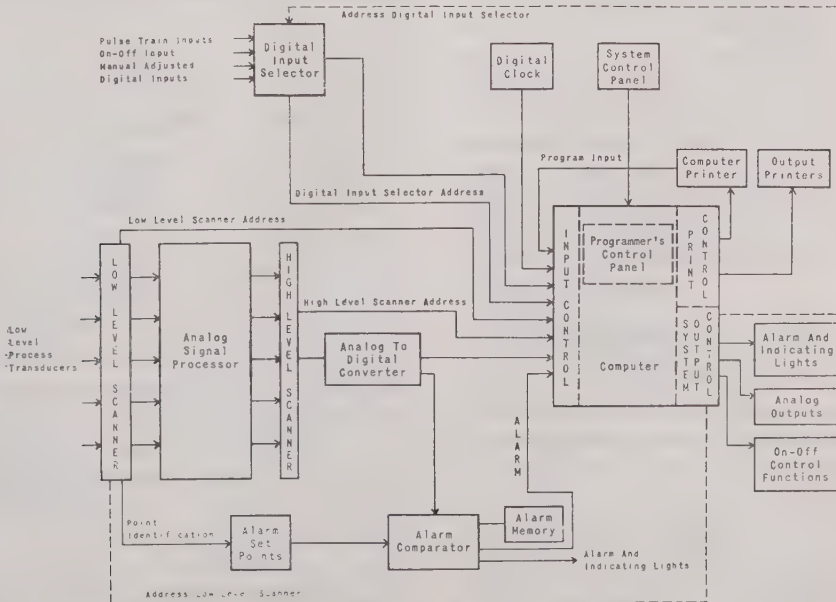 Address Digital Input Selector
Pulse Train Inputs
On-Off Input
Manual Adjusted
Digital Inputs
Digital
Input
Selector
Digital
Clock
System
Control
Panel
Program Input
Computer
Printer
Output
Printers
Digital Input Selector Address
Low Level Scanner Address
High Level Scanner Address
LOW LEVEL SCANNER
Analog
Signal
Processor
HIGH LEVEL SCANNER
Low
Level
Process
Transducers
Analog To
Digital
Converter
INPUT CONTROL
Programmer's
Control
Panel
PRINT
CONTROL
Computer
SYSTEM
OUTPUT
CONTROL
Alarm And
Indicating
Lights
Analog
Outputs
On-Off
Control
Functions
ALARM
Point
Identification
Alarm
Set
Points
Alarm
Comparator
Alarm
Memory
Alarm And
Indicating Lights
Address Low Level Scanner